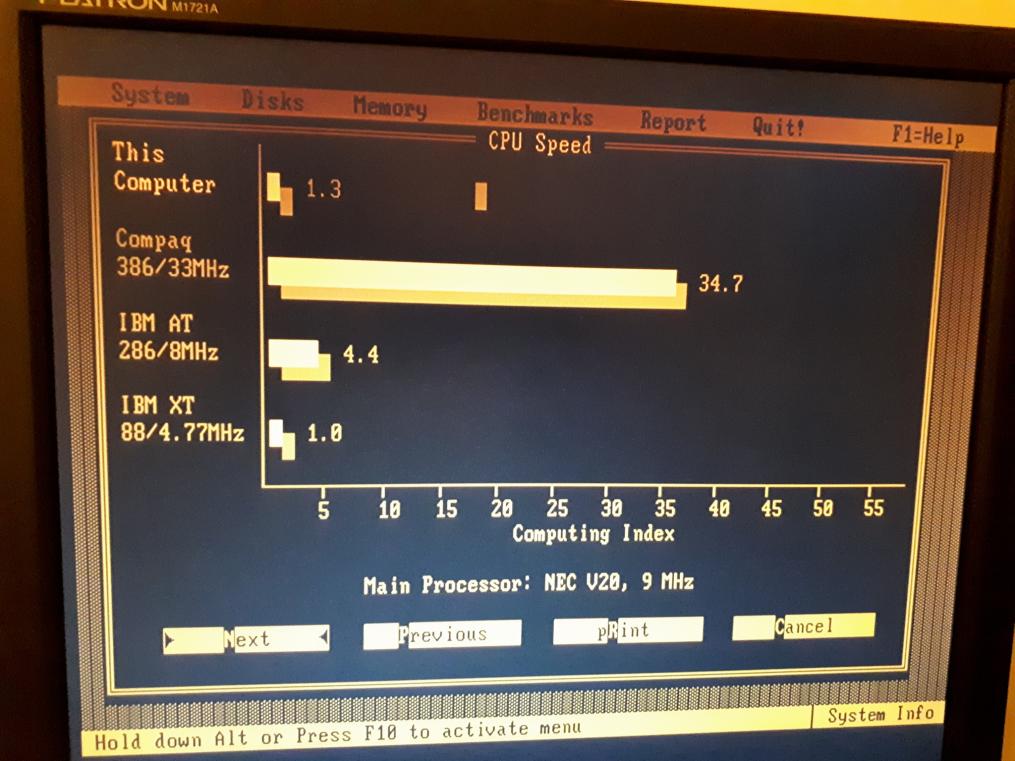 FLATRON M1721A
System Disks Memory Benchmarks Report Quit! F1=Help
CPU Speed
This
Computer
1.3
Compaq
386/33MHz
34.7
IBM AT
286/8MHz
4.4
IBM XT
88/4.77MHz
1.0
5 10 15 20 25 30 35 40 45 50 55
Computing Index
Main Processor: NEC V20, 9 MHz
Next Previous pRint Cancel
Hold down Alt or Press F10 to activate menu System Info